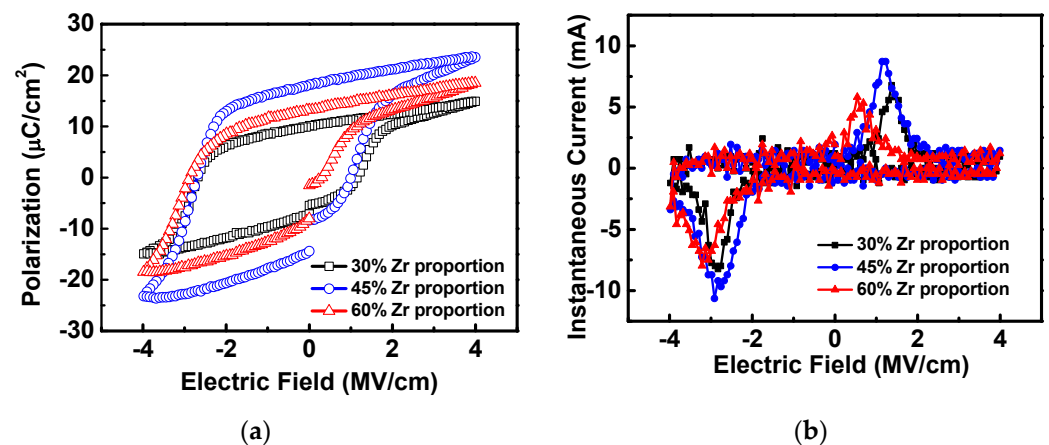 30
20
10
0
-10
-20
-30
Polarization (μC/cm²)
-4 -2 0 2 4
Electric Field (MV/cm)
30% Zr proportion
45% Zr proportion
60% Zr proportion
(a)
10
5
0
-5
-10
Instantaneous Current (mA)
-4 -2 0 2 4
Electric Field (MV/cm)
30% Zr proportion
45% Zr proportion
60% Zr proportion
(b)